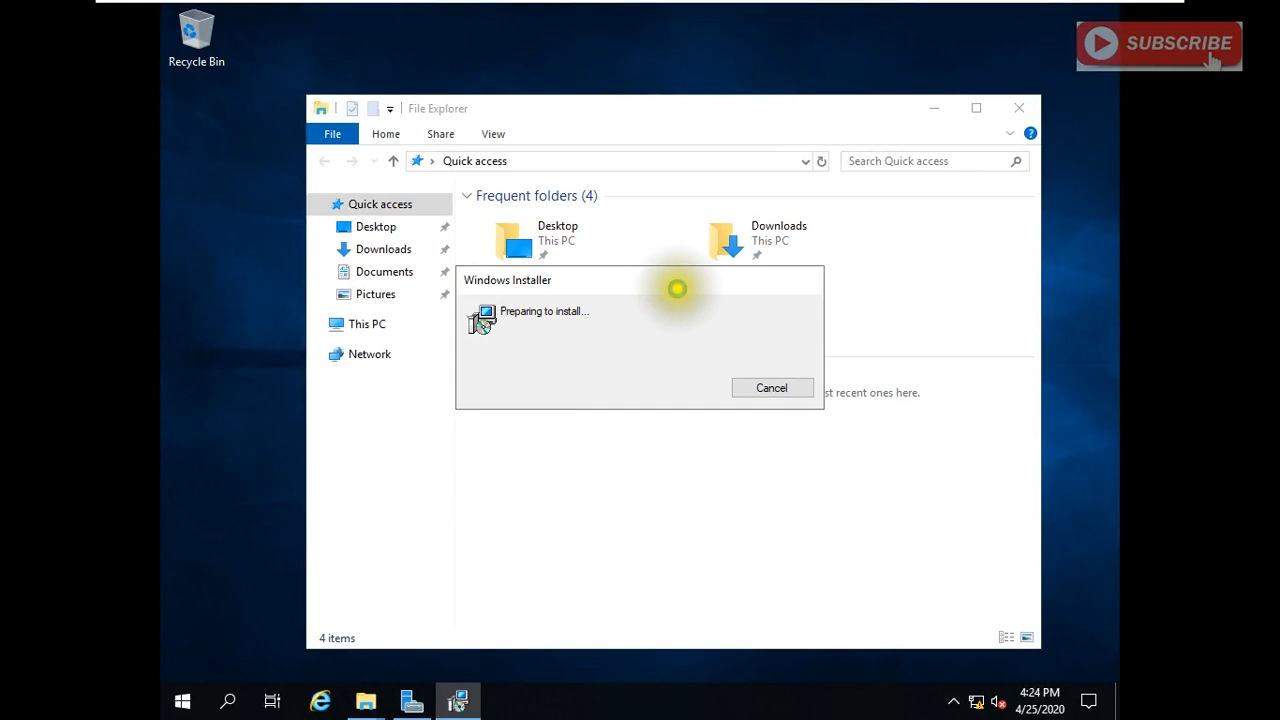 Recycle Bin
SUBSCRIBE
File Explorer
File Home Share View
Quick access
Search Quick access
Quick access
Desktop
Downloads
Documents
Pictures
This PC
Network
Frequent folders (4)
Desktop
This PC
Downloads
This PC
Windows Installer
Preparing to install...
Cancel
st recent ones here.
4 items
4:24 PM
4/25/2020